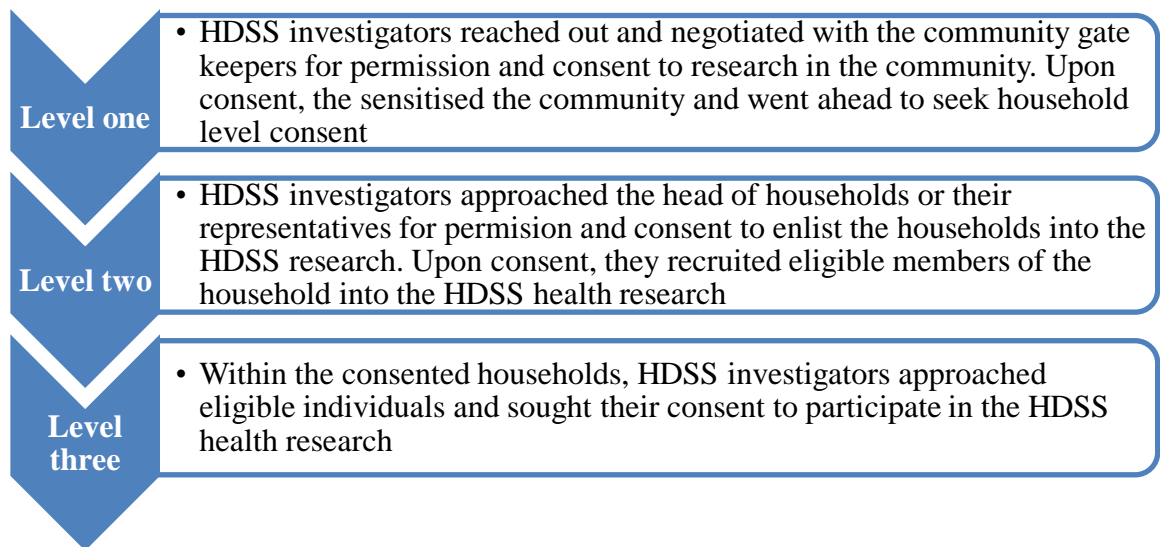 Level one
• HDSS investigators reached out and negotiated with the community gate
keepers for permission and consent to research in the community. Upon
consent, the sensitised the community and went ahead to seek household
level consent
Level two
• HDSS investigators approached the head of households or their
representatives for permision and consent to enlist the households into the
HDSS research. Upon consent, they recruited eligible members of the
household into the HDSS health research
Level
three
• Within the consented households, HDSS investigators approached
eligible individuals and sought their consent to participate in the HDSS
health research